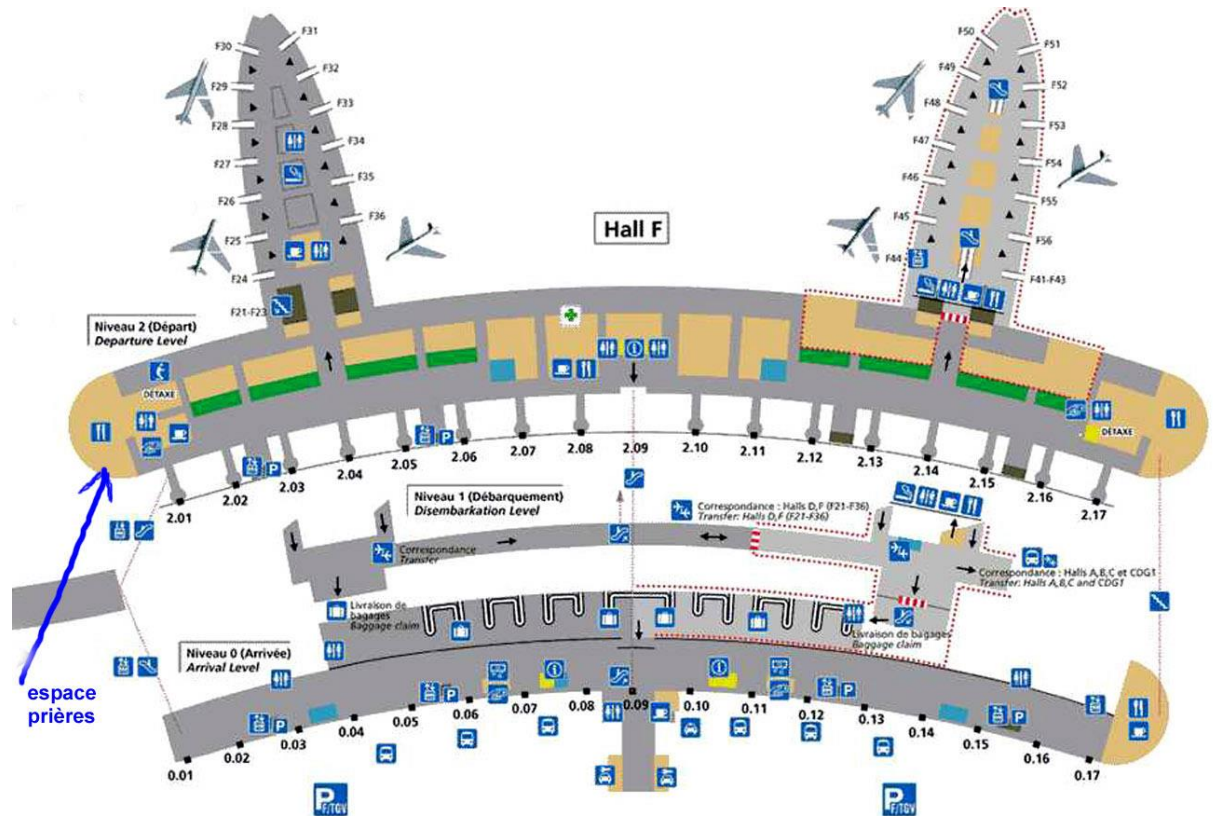 F30
F31
F29
F32
F28
F33
F27
F34
F26
F35
F25
F36
F24
F21-F23
F50
F51
F49
F52
F48
F53
F47
F54
F46
F55
F45
F56
F44
F41-F43
Hall F
Niveau 2 (Départ)
Departure Level
DÉTAXE
DÉTAXE
2.01
2.02
2.03
2.04
2.05
2.06
2.07
2.08
2.09
2.10
2.11
2.12
2.13
2.14
2.15
2.16
2.17
P
P
Niveau 1 (Débarquement)
Disembarkation Level
Correspondance : Halls D,F (F21-F36)
Transfer: Halls D,F (F21-F36)
Correspondance
Transfer
Correspondance : Halls A,B,C et CDG1
Transfer: Halls A,B,C and CDG1
Livraison de
bagages
Baggage claim
Livraison de bagages
Baggage claim
Niveau 0 (Arrivée)
Arrival Level
espace
prières
P
P
P
P
0.01
0.02
0.03
0.04
0.05
0.06
0.07
0.08
0.09
0.10
0.11
0.12
0.13
0.14
0.15
0.16
0.17
P
F/TGV
P
F/TGV